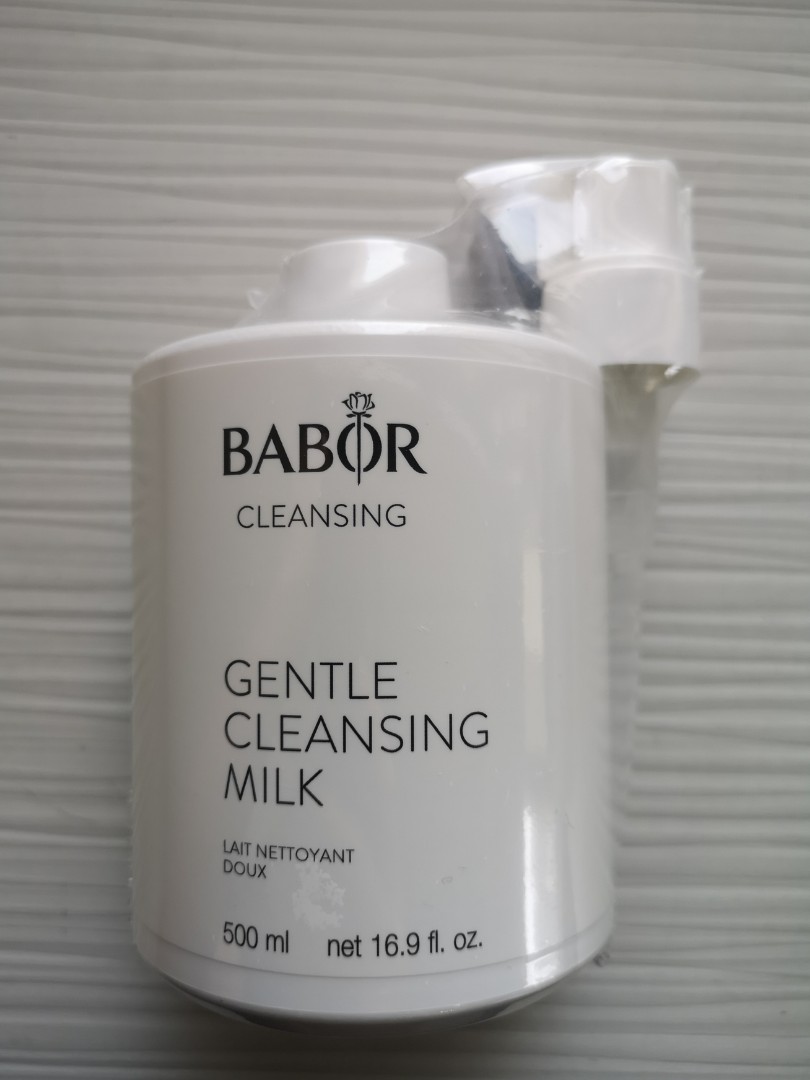 BABOR
CLEANSING
GENTLE
CLEANSING
MILK
LAIT NETTOYANT
DOUX
500 ml net 16.9 fl. oz.